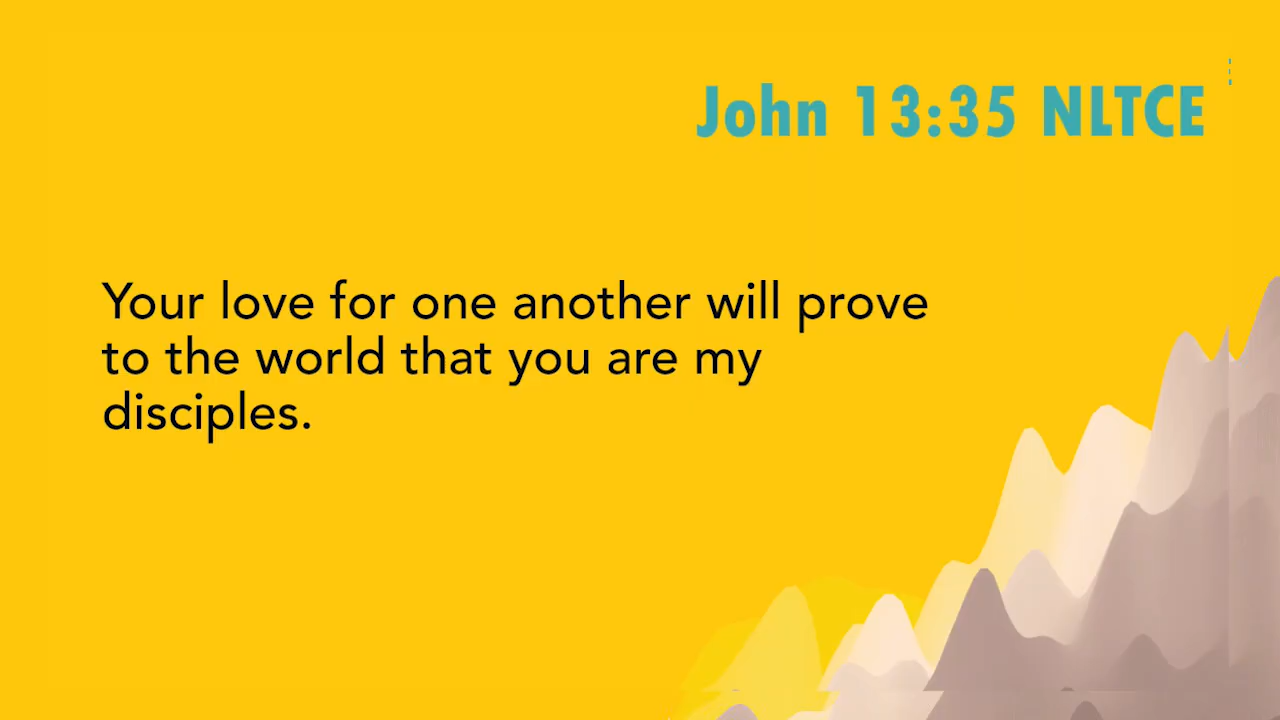 John 13:35 NLTCE
Your love for one another will prove
to the world that you are my
disciples.